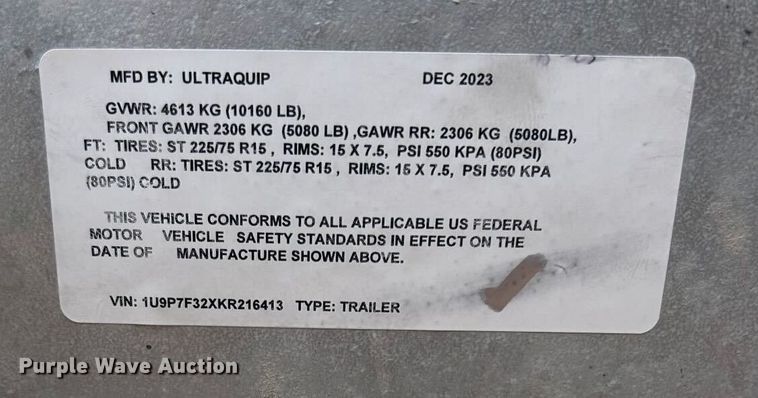 MFD BY: ULTRAQUIP DEC 2023
GVWR: 4613 KG (10160 LB),
FRONT GAWR 2306 KG (5080 LB) ,GAWR RR: 2306 KG (5080LB),
FT: TIRES: ST 225/75 R15 , RIMS: 15 X 7.5, PSI 550 KPA (80PSI)
COLD RR: TIRES: ST 225/75 R15 , RIMS: 15 X 7.5, PSI 550 KPA
(80PSI) COLD
THIS VEHICLE CONFORMS TO ALL APPLICABLE US FEDERAL
MOTOR VEHICLE SAFETY STANDARDS IN EFFECT ON THE
DATE OF MANUFACTURE SHOWN ABOVE.
VIN: 1U9P7F32XKR216413 TYPE: TRAILER
Purple Wave Auction